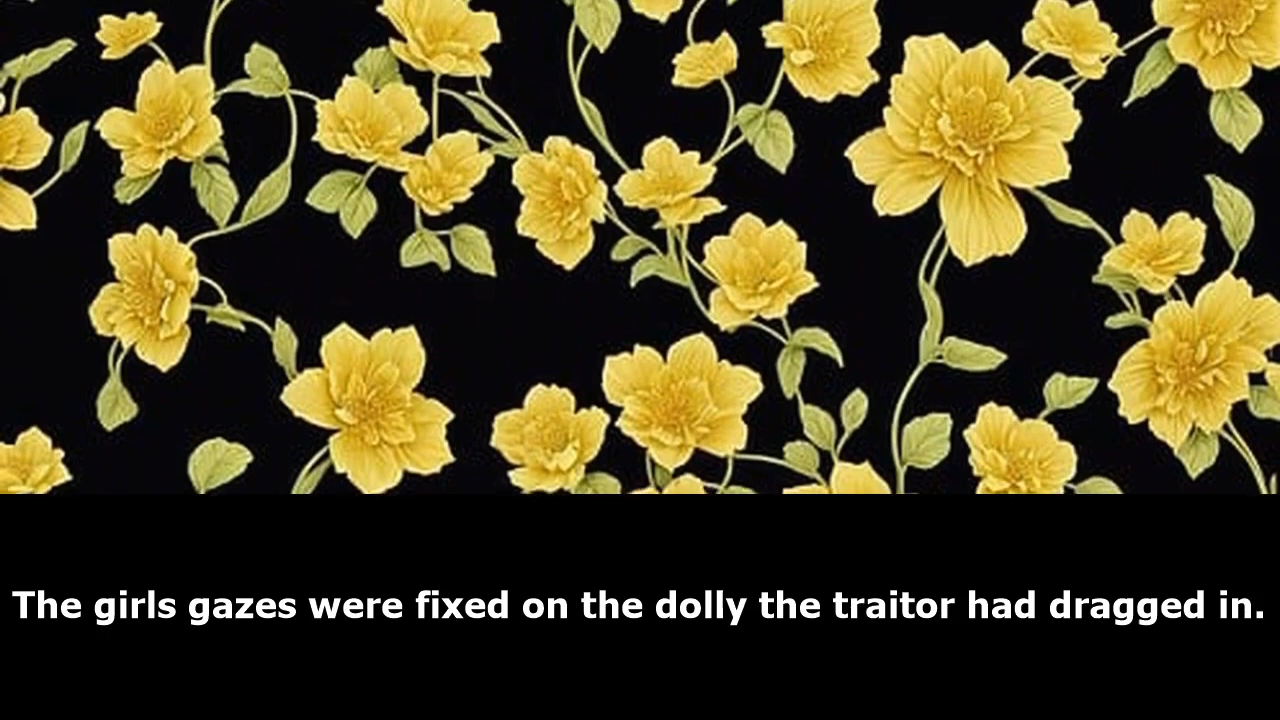 The girls gazes were fixed on the dolly the traitor had dragged in.